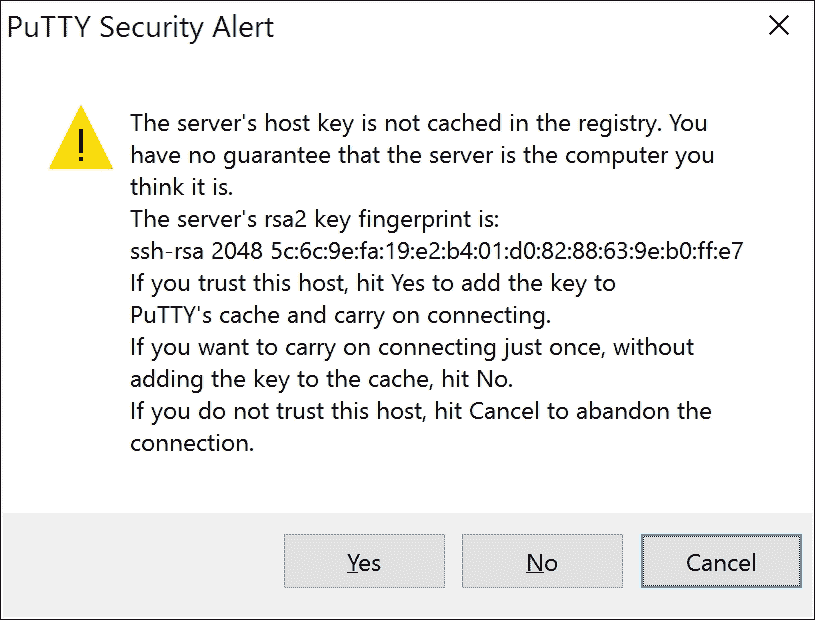 PuTTY Security Alert
The server's host key is not cached in the registry. You
have no guarantee that the server is the computer you
think it is.
The server's rsa2 key fingerprint is:
ssh-rsa 2048 5c:6c:9e:fa:19:e2:b4:01:d0:82:88:63:9e:b0:ff:e7
If you trust this host, hit Yes to add the key to
PuTTY's cache and carry on connecting.
If you want to carry on connecting just once, without
adding the key to the cache, hit No.
If you do not trust this host, hit Cancel to abandon the
connection.
Yes No Cancel